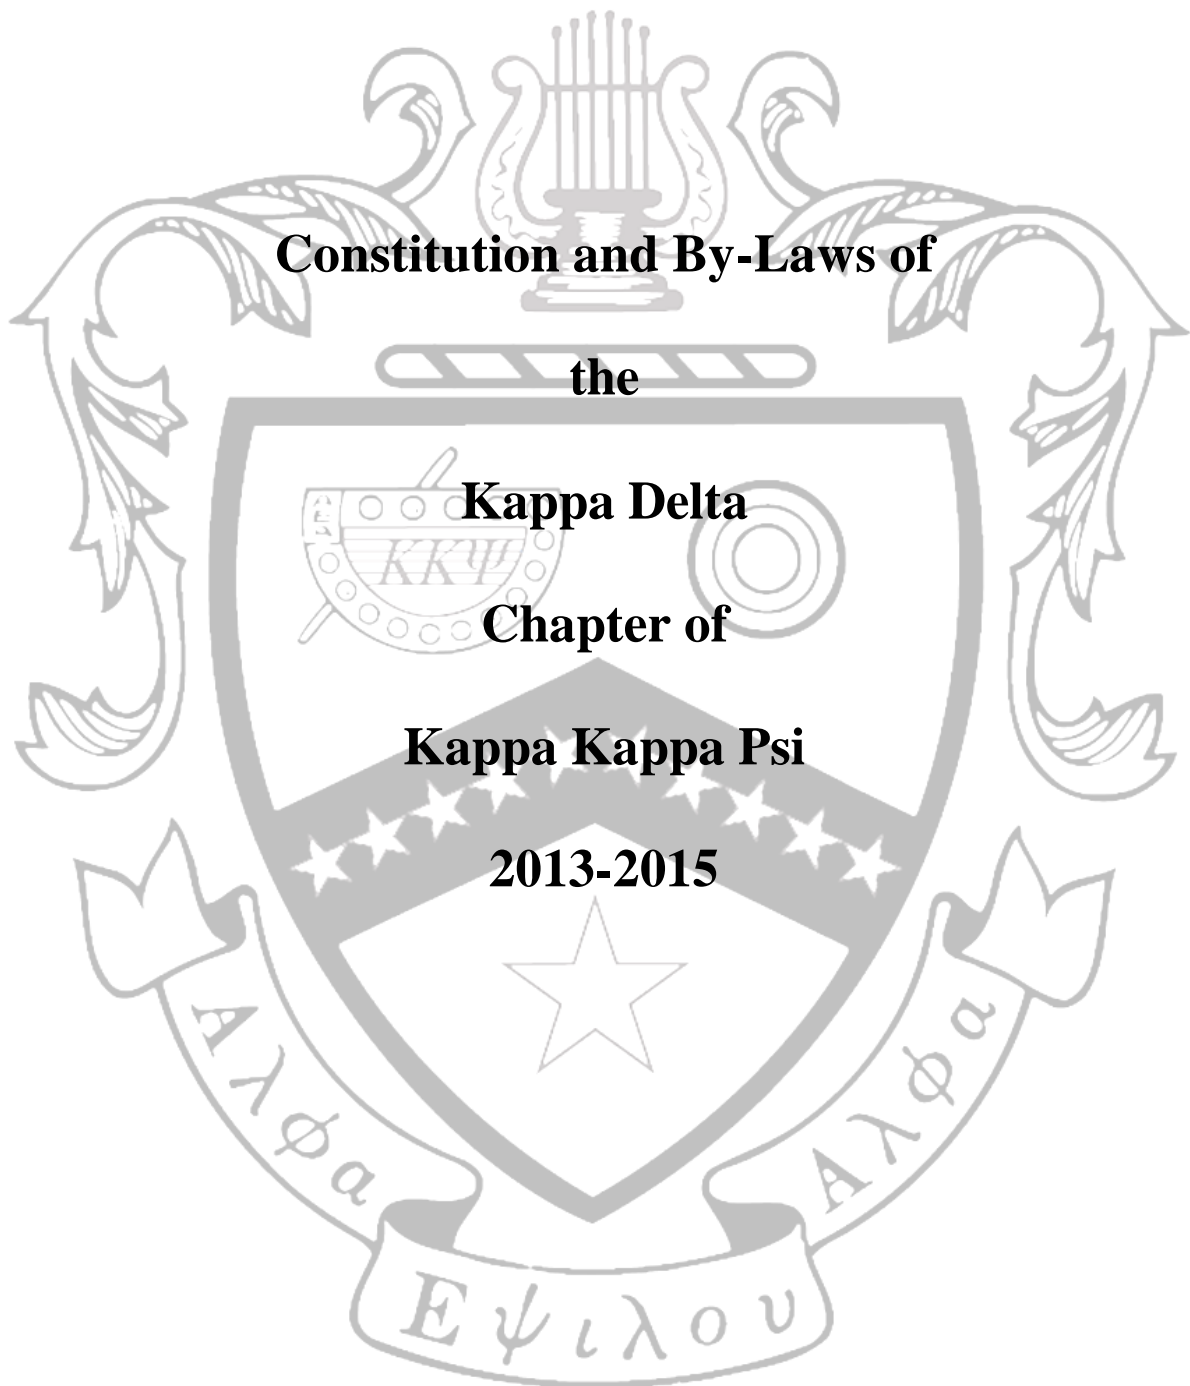 Constitution and By-Laws of
the
Kappa Delta
ΚΚΨ
Chapter of
Kappa Kappa Psi
2013-2015
Αλφα
Εψιλου
Αλφα